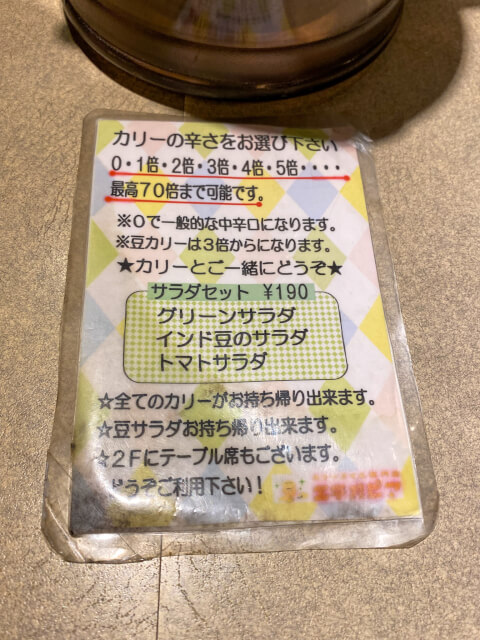 カリーの辛さをお選び下さい
0・1倍・2倍・3倍・4倍・5倍・・・・
最高70倍まで可能です。
※0で一般的な中辛口になります。
※豆カリーは3倍からになります。
★カリーとご一緒にどうぞ★
サラダセット ¥190
グリーンサラダ
インド豆のサラダ
トマトサラダ
☆全てのカリーがお持ち帰り出来ます。
☆豆サラダお持ち帰り出来ます。
☆2Fにテーブル席もございます。
どうぞご利用下さい!